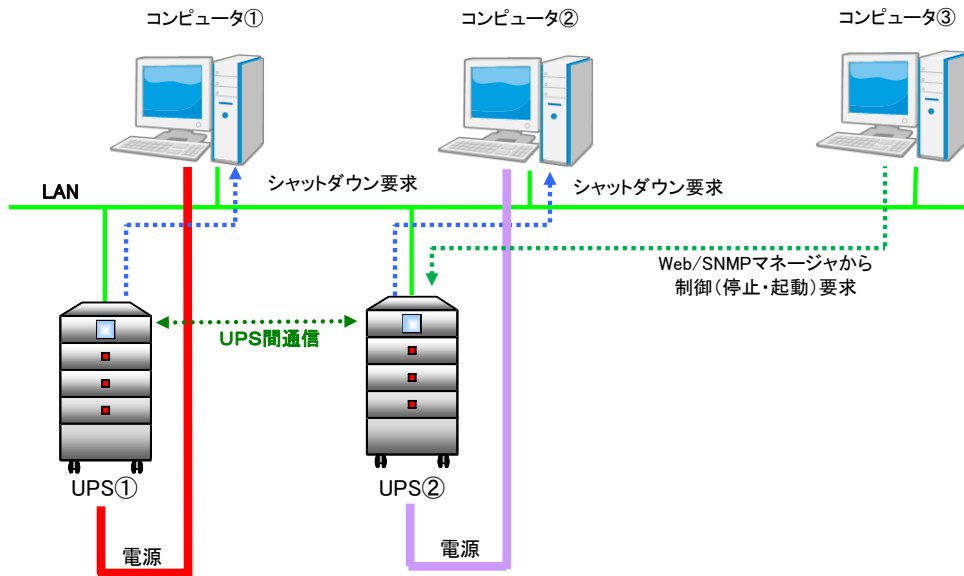 コンピュータ①
コンピュータ②
コンピュータ③
シャットダウン要求
シャットダウン要求
LAN
Web/SNMPマネージャから
制御(停止・起動)要求
UPS間通信
UPS①
UPS②
電源
電源